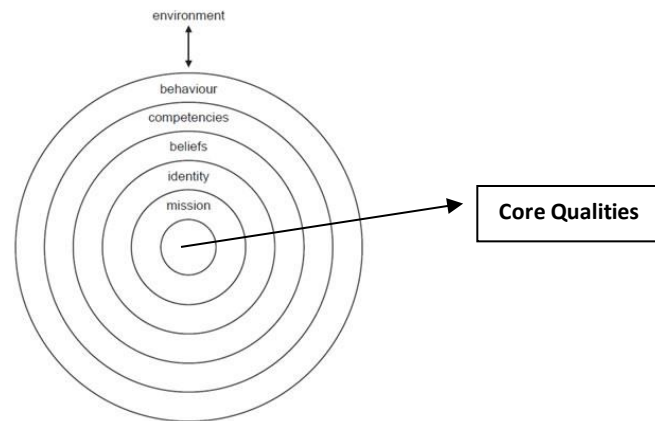 environment
behaviour
competencies
beliefs
identity
mission
Core Qualities